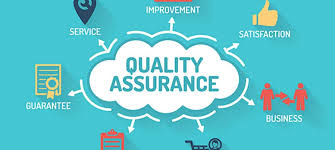 IMPROVEMENT
SERVICE
SATISFACTION
QUALITY
ASSURANCE
GUARANTEE
BUSINESS